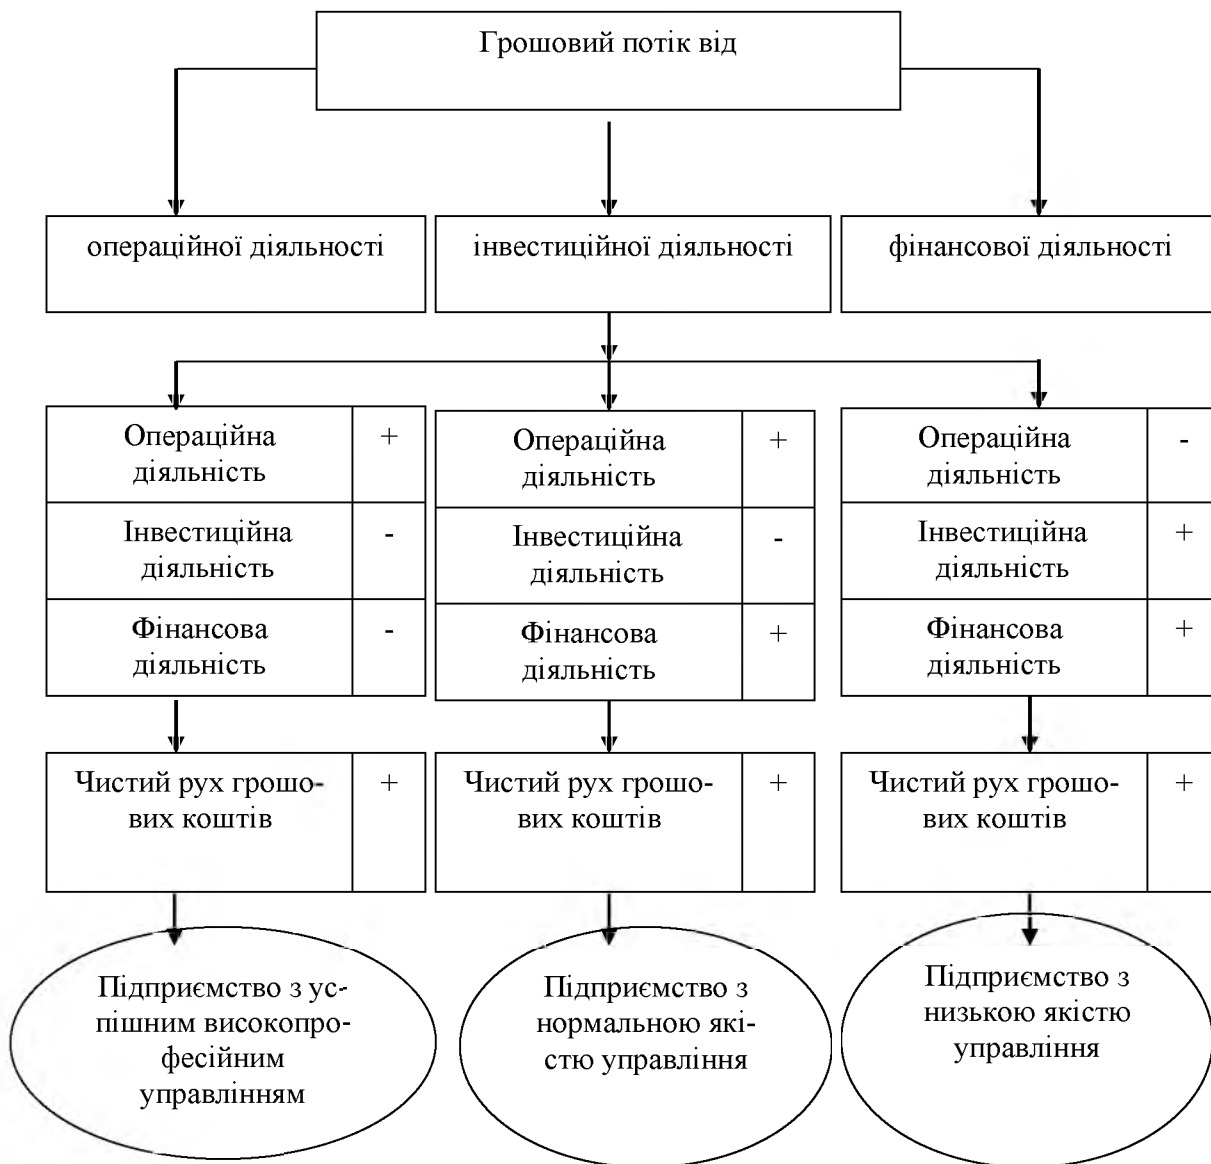 Грошовий потік від
операційної діяльності
інвестиційної діяльності
фінансової діяльності
Операційна +
діяльність
Інвестиційна -
діяльність
Фінансова -
діяльність
Операційна +
діяльність
Інвестиційна -
діяльність
Фінансова +
діяльність
Операційна -
діяльність
Інвестиційна +
діяльність
Фінансова +
діяльність
Чистий рух грошо- +
вих коштів
Чистий рух грошо- +
вих коштів
Чистий рух грошо- +
вих коштів
Підприємство з ус-
пішним високопро-
фесійним
управлінням
Підприємство з
нормальною які-
стю управління
Підприємство з
низькою якістю
управління